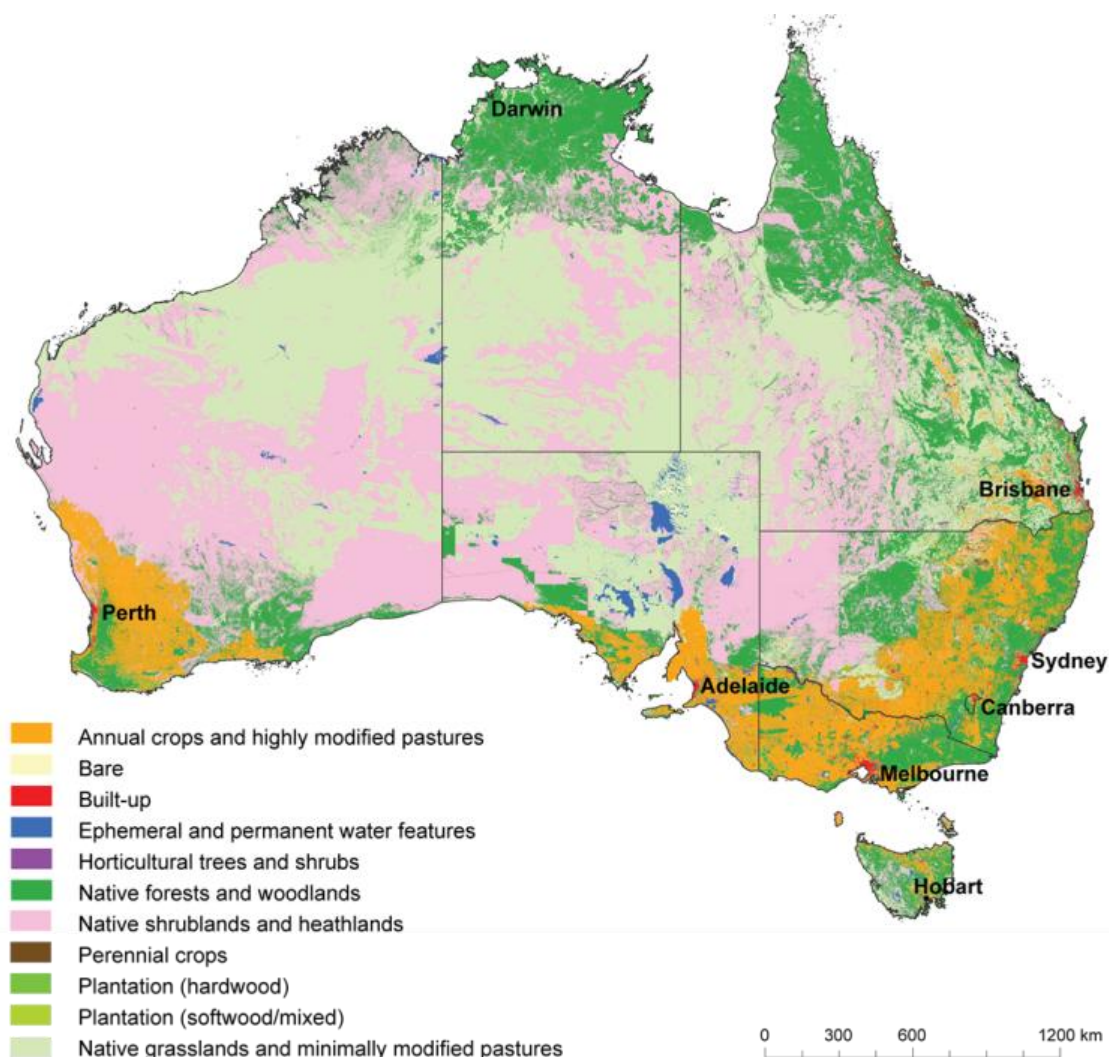 Darwin
Brisbane
Perth
Sydney
Adelaide
Canberra
Melbourne
Hobart
Annual crops and highly modified pastures
Bare
Built-up
Ephemeral and permanent water features
Horticultural trees and shrubs
Native forests and woodlands
Native shrublands and heathlands
Perennial crops
Plantation (hardwood)
Plantation (softwood/mixed)
Native grasslands and minimally modified pastures
0 300 600 1200 km